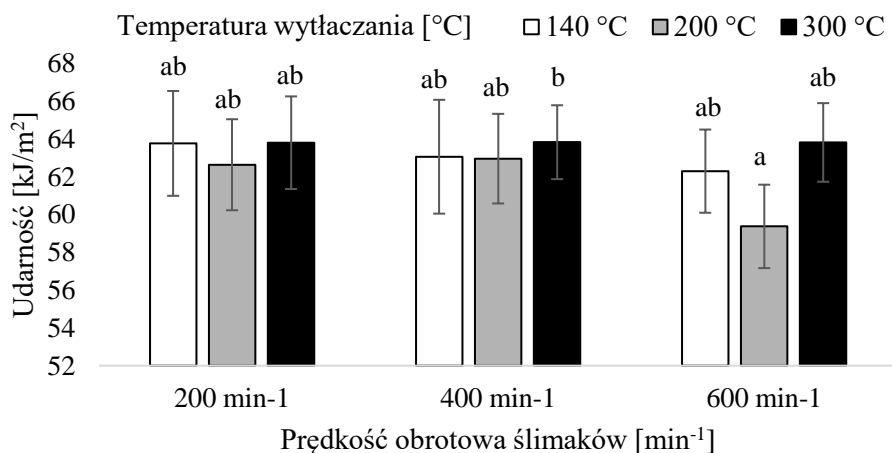 Temperatura wytłaczania [°C] 140 °C 200 °C 300 °C
Udarność [kJ/m²]
68
66
64
62
60
58
56
54
52
ab ab ab ab ab b ab a ab
200 min-1 400 min-1 600 min-1
Prędkość obrotowa ślimaków [min⁻¹]